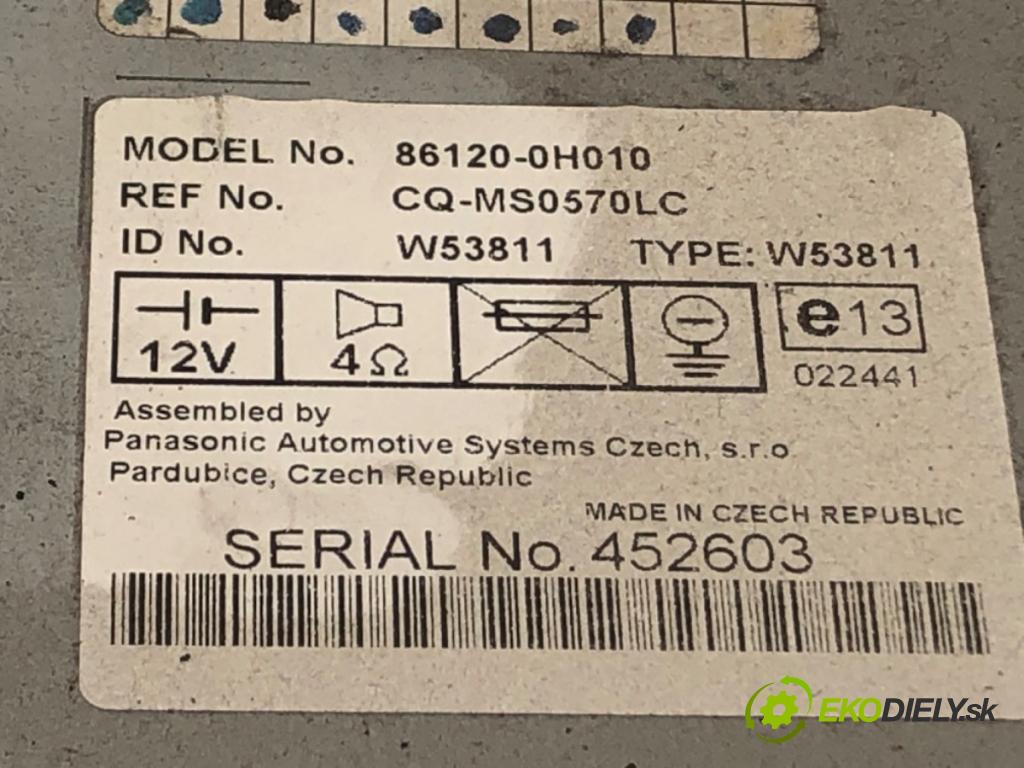 MODEL No. 86120-0H010
REF No. CQ-MS0570LC
ID No. W53811 TYPE: W53811
12V 4Ω e13
022441
Assembled by
Panasonic Automotive Systems Czech, s.r.o
Pardubice, Czech Republic
MADE IN CZECH REPUBLIC
SERIAL No. 452603
EKODIELY.sk